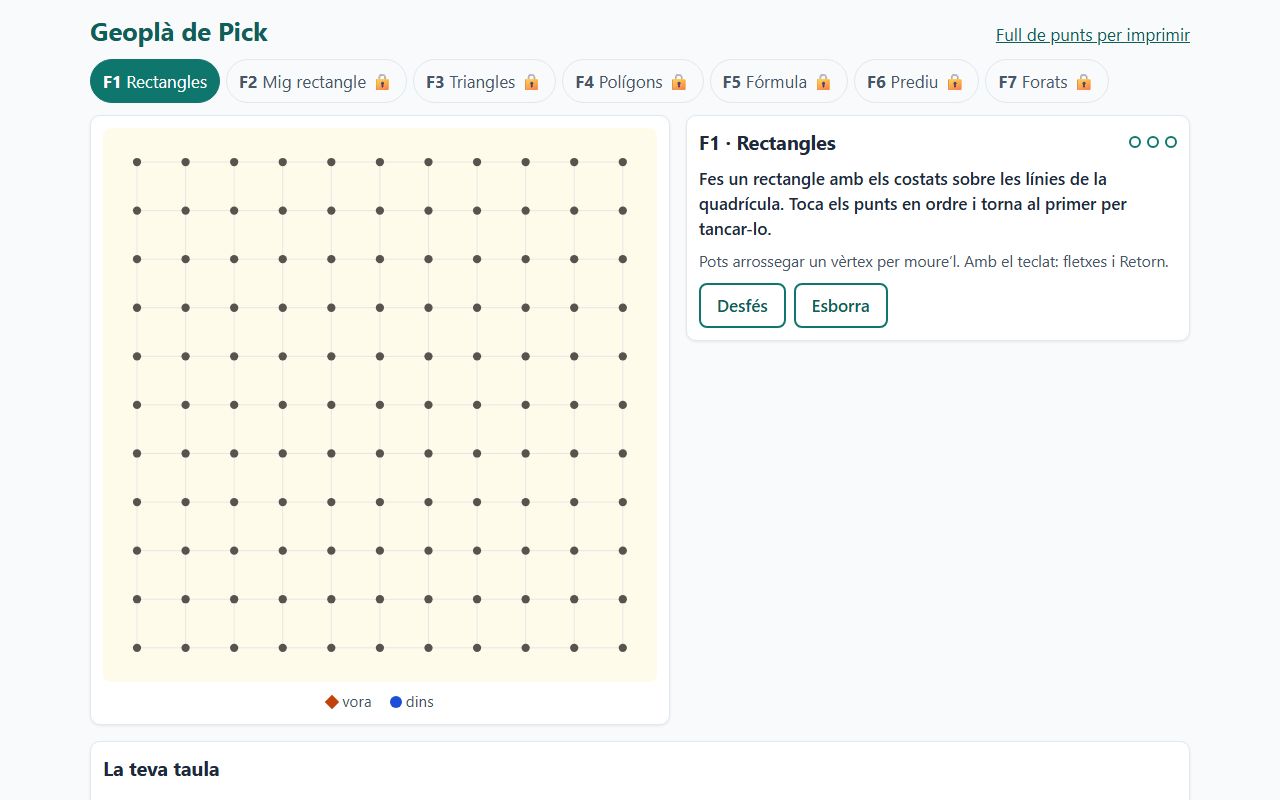 Geoplà de Pick
Full de punts per imprimir
F1 Rectangles
F2 Mig rectangle
F3 Triangles
F4 Polígons
F5 Fórmula
F6 Prediu
F7 Forats
F1 · Rectangles
Fes un rectangle amb els costats sobre les línies de la
quadrícula. Toca els punts en ordre i torna al primer per
tancar-lo.
Pots arrossegar un vèrtex per moure’l. Amb el teclat: fletxes i Retorn.
Desfés
Esborra
vora
dins
La teva taula